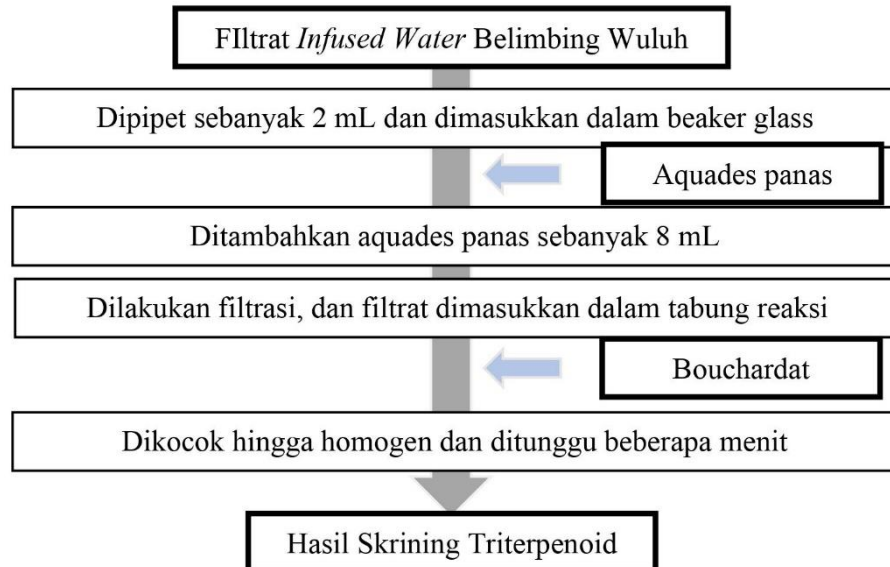 FIltrat Infused Water Belimbing Wuluh
Dipipet sebanyak 2 mL dan dimasukkan dalam beaker glass
Aquades panas
Ditambahkan aquades panas sebanyak 8 mL
Dilakukan filtrasi, dan filtrat dimasukkan dalam tabung reaksi
Bouchardat
Dikocok hingga homogen dan ditunggu beberapa menit
Hasil Skrining Triterpenoid